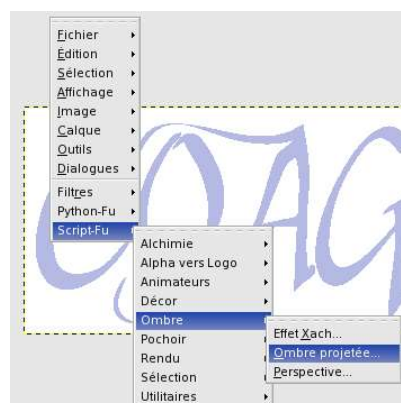 Fichier
Édition
Sélection
Affichage
Image
Calque
Outils
Dialogues
Filtres
Python-Fu
Script-Fu
Alchimie
Alpha vers Logo
Animateurs
Décor
Ombre
Pochoir
Rendu
Sélection
Utilitaires
Effet Xach...
Ombre projetée...
Perspective...